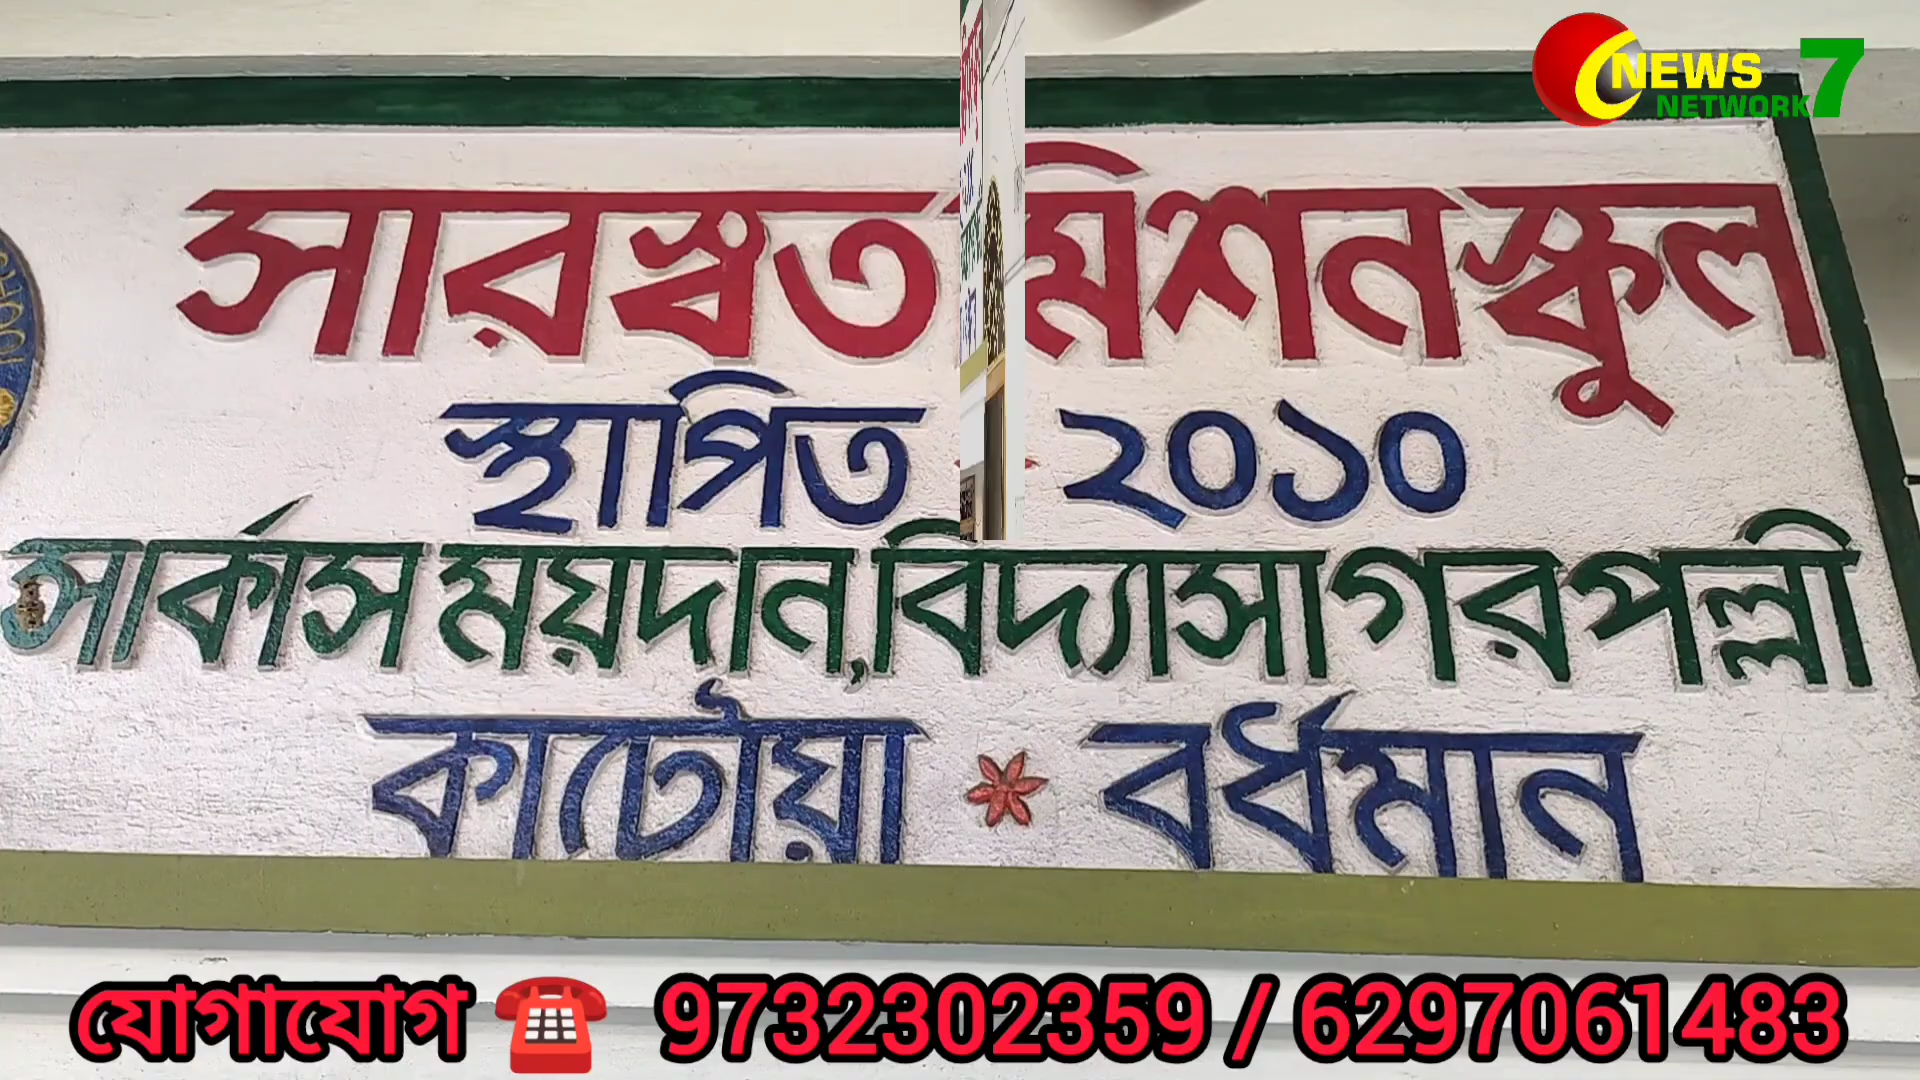 NEWS 7
NETWORK
সারস্বত মিশন স্কুল
স্থাপিত ২০১০
সার্কাস ময়দান, বিদ্যাসাগর পল্লী
কাটোয়া * বর্ধমান
যোগাযোগ ☎ 9732302359 / 6297061483